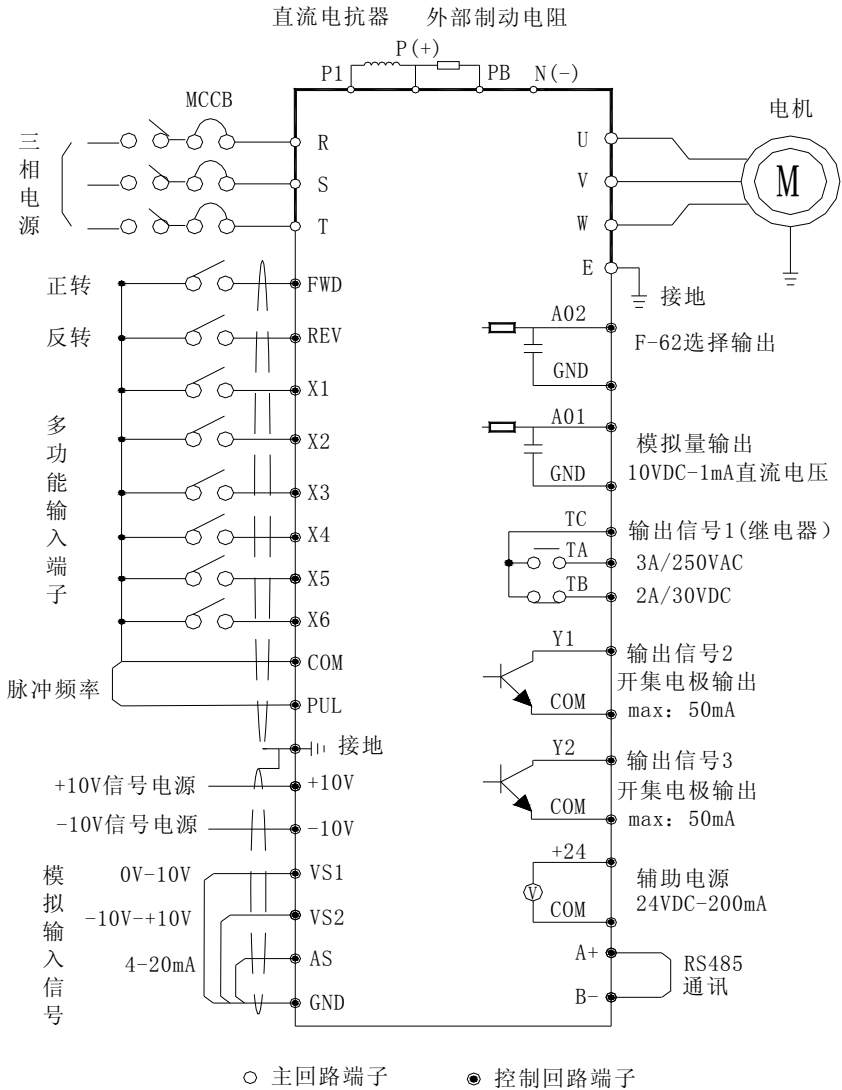 直流电抗器 外部制动电阻
P(+)
P1
PB
N(-)
MCCB
三相电源
R
S
T
电机
U
V
W
M
E
接地
正转
FWD
反转
REV
多功能输入端子
X1
X2
X3
X4
X5
X6
COM
脉冲频率
PUL
接地
+10V信号电源
+10V
-10V信号电源
-10V
模拟输入信号
0V-10V
VS1
-10V-+10V
VS2
4-20mA
AS
GND
AO2
F-62选择输出
GND
AO1
模拟量输出
GND
10VDC-1mA直流电压
TC
输出信号1(继电器)
TA
3A/250VAC
TB
2A/30VDC
Y1
输出信号2
开集电极输出
COM
max: 50mA
Y2
输出信号3
开集电极输出
COM
max: 50mA
+24
V
辅助电源
COM
24VDC-200mA
A+
RS485
通讯
B-
主回路端子
控制回路端子